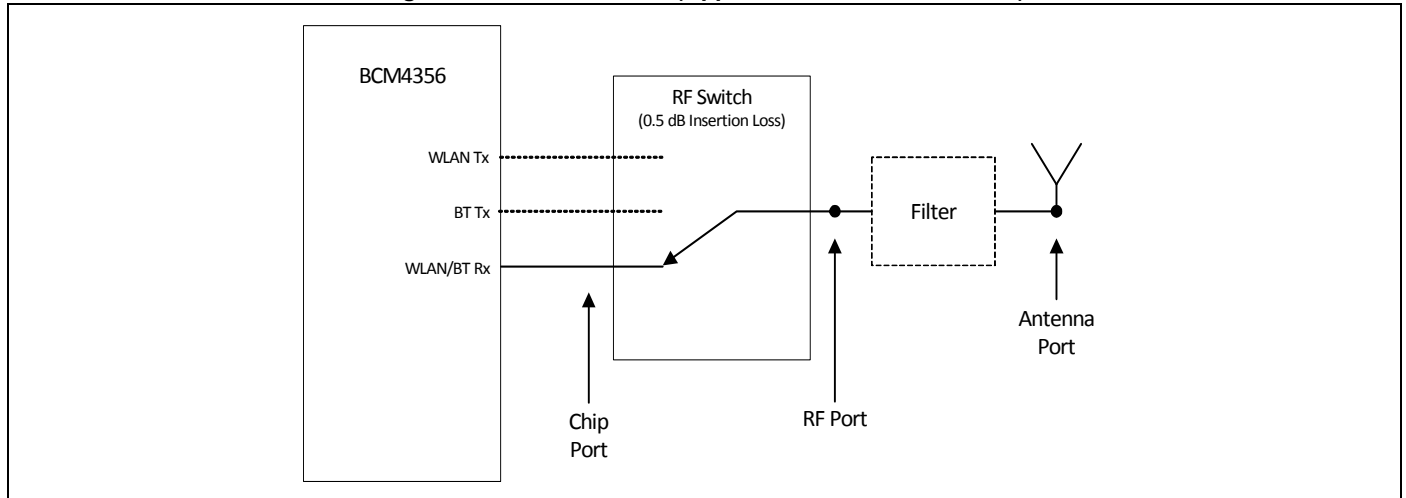 BCM4356
RF Switch
(0.5 dB Insertion Loss)
WLAN Tx
BT Tx
WLAN/BT Rx
Filter
Antenna
Port
RF Port
Chip
Port